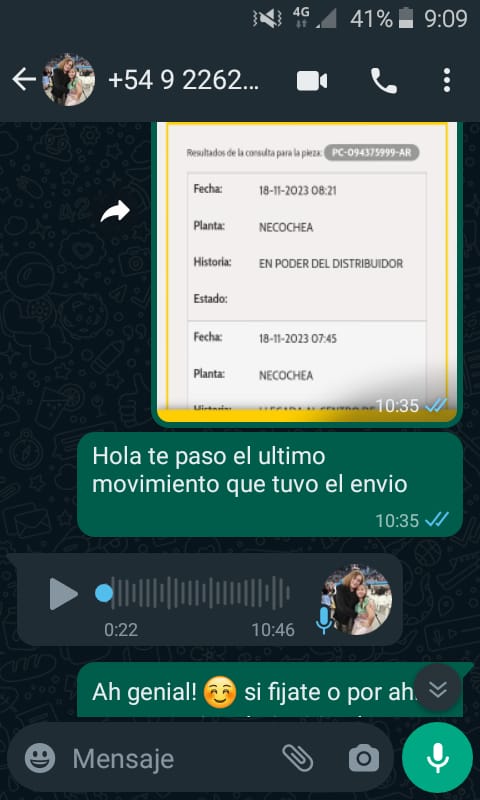 4G 41% 9:09
+54 9 2262...
Resultados de la consulta para la pieza: PC-094375999-AR
Fecha: 18-11-2023 08:21
Planta: NECOCHEA
Historia: EN PODER DEL DISTRIBUIDOR
Estado:
Fecha: 18-11-2023 07:45
Planta: NECOCHEA
10:35
Hola te paso el ultimo
movimiento que tuvo el envio
10:35
0:22 10:46
Ah genial! 😊 si fijate o por ah
Mensaje